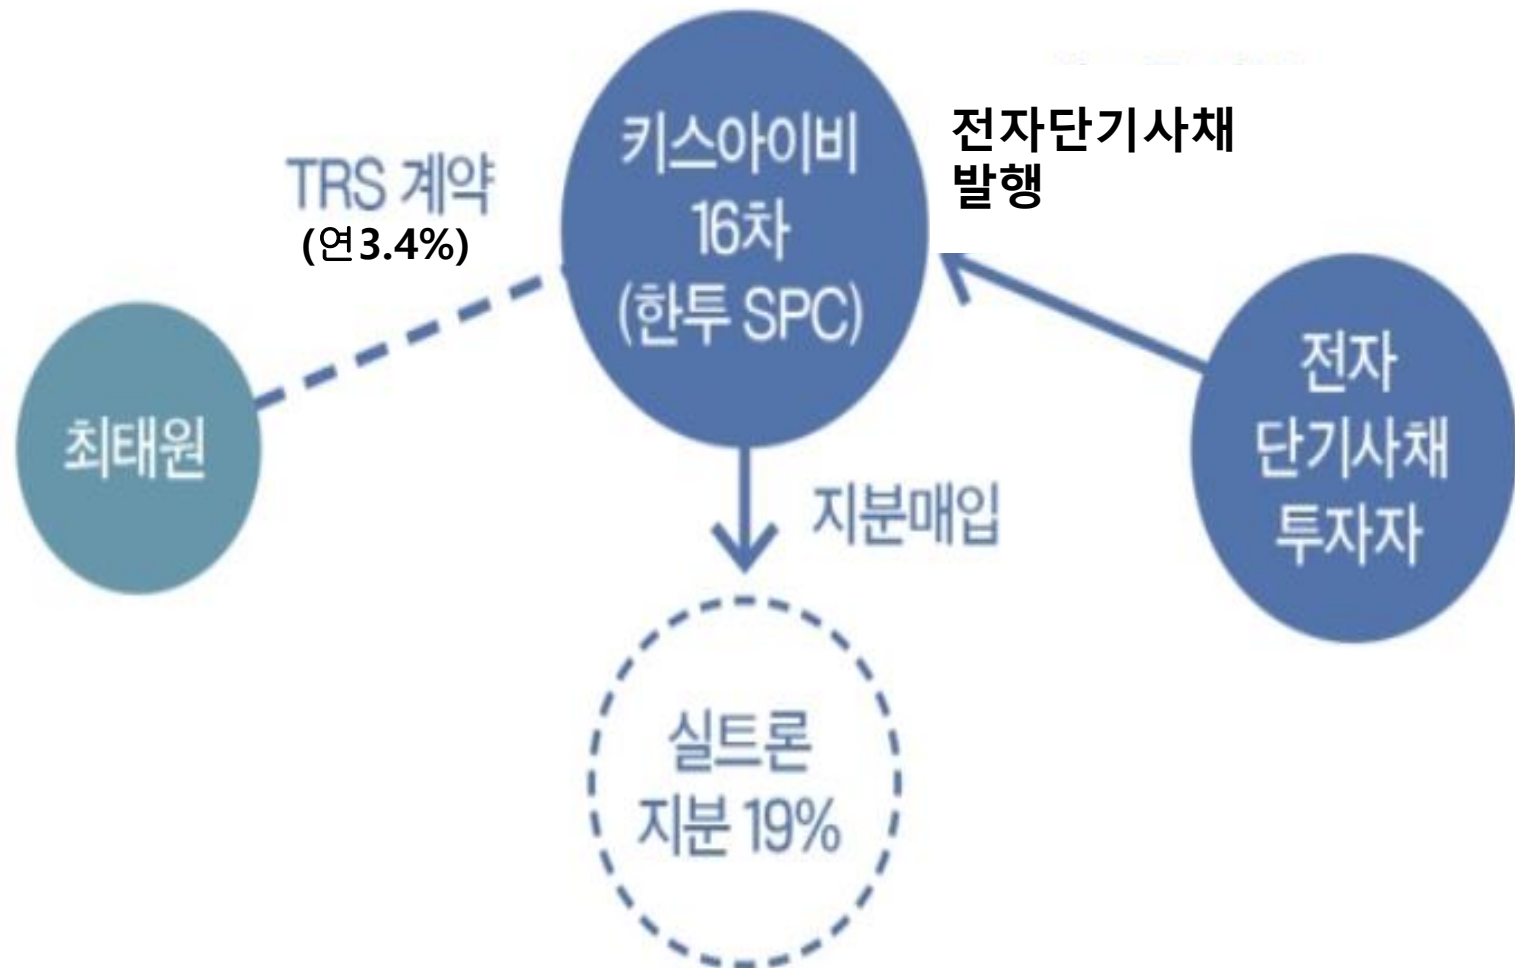 키스아이비
16차
(한투 SPC)
전자단기사채
발행
TRS 계약
(연3.4%)
최태원
전자
단기사채
투자자
지분매입
실트론
지분 19%